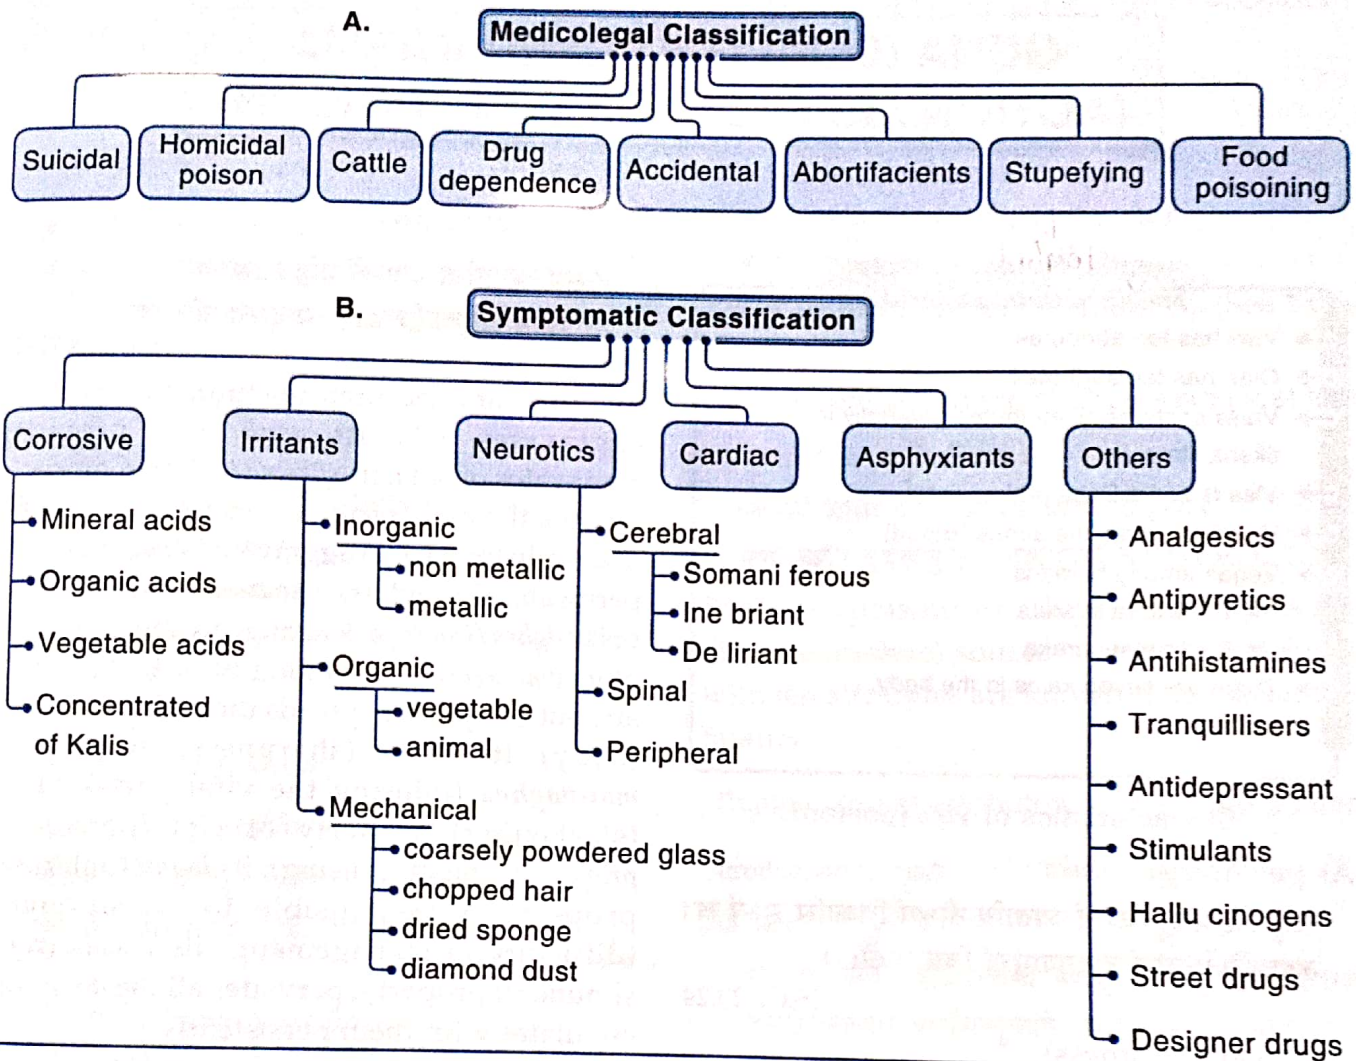 A.
Medicolegal Classification
Suicidal
Homicidal
poison
Cattle
Drug
dependence
Accidental
Abortifacients
Stupefying
Food
poisoining
B.
Symptomatic Classification
Corrosive
Mineral acids
Organic acids
Vegetable acids
Concentrated
of Kalis
Irritants
Inorganic
non metallic
metallic
Organic
vegetable
animal
Mechanical
coarsely powdered glass
chopped hair
dried sponge
diamond dust
Neurotics
Cerebral
Somani ferous
Ine briant
De liriant
Spinal
Peripheral
Cardiac
Asphyxiants
Others
Analgesics
Antipyretics
Antihistamines
Tranquillisers
Antidepressant
Stimulants
Hallu cinogens
Street drugs
Designer drugs